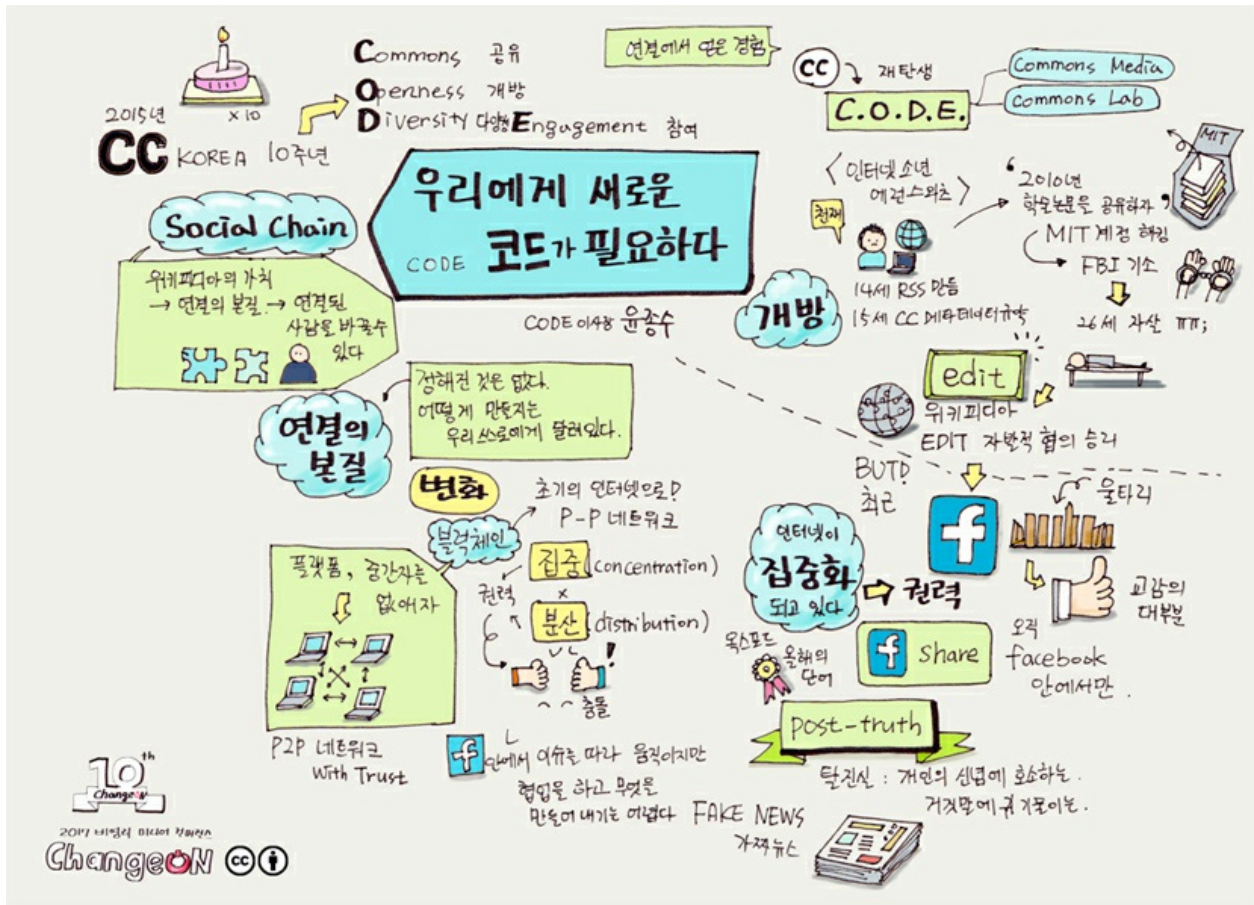 2015년
x10
CC KOREA 10주년
Commons 공유
Openness 개방
Diversity 다양성 Engagement 참여
연결에서 얻은 경험
CC
재탄생
C.O.D.E.
Commons Media
Commons Lab
우리에게 새로운
CODE 코드가 필요하다
CODE 이사장 윤종수
Social Chain
위키피디아의 가치
→ 연결의 본질 → 연결된
사람을 바꿀수
있다
개방
<인터넷 소년
에런 스워츠>
천재
14세 RSS 만듦
15세 CC 메타데이터규약
'2010년
학술논문을 공유하자'
MIT
MIT 계정 해킹
FBI 기소
26세 자살 ㅠㅠ;
edit
위키피디아
EDIT 자발적 협의 승리
연결의
본질
정해진 것은 없다.
어떻게 만들지는
우리 스스로에게 달려있다.
변화
블럭체인
초기의 인터넷으로!
P-P 네트워크
플랫폼, 중간자를
없애자
P2P 네트워크
With Trust
집중 (concentration)
x
권력
분산 (distribution)
!
충돌
f 안에서 이슈를 따라 움직이지만
협업을 하고 무엇을
만들어 내기는 어렵다
BUT!
최근
f
울타리
인터넷이
집중화
되고 있다
→ 권력
교감의
대부분
오직
facebook
안에서만.
f share
옥스포드
올해의
단어
post-truth
탈진실 : 개인의 신념에 호소하는.
거짓말에 귀 기울이는.
FAKE NEWS
가짜뉴스
10th
ChangeON
2017 비영리 미디어 컨퍼런스
ChangeON
cc